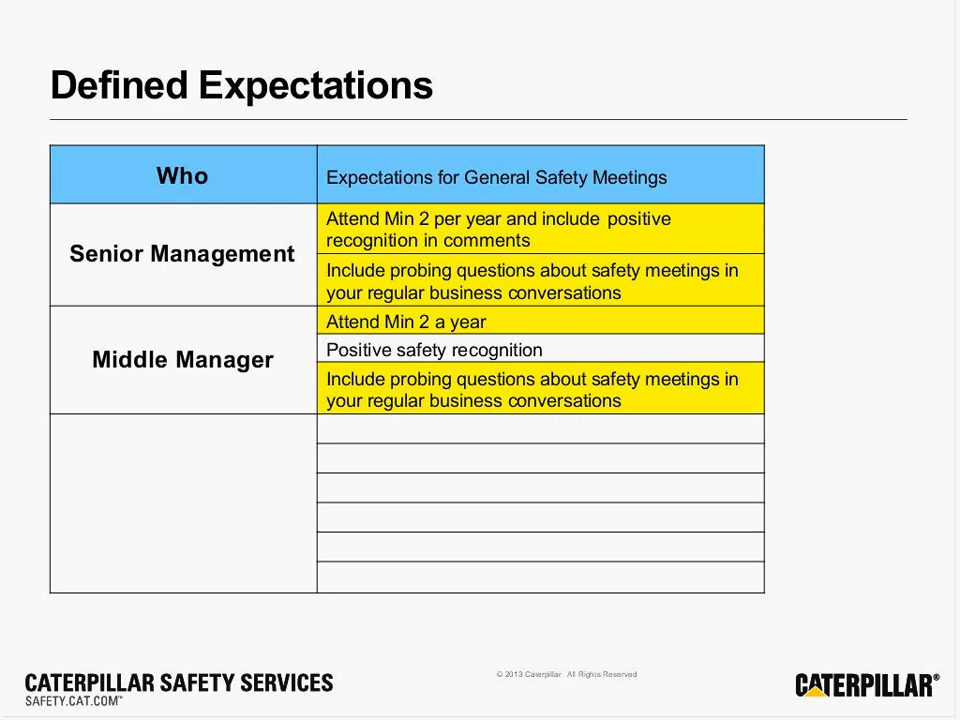 Defined Expectations
Who
Expectations for General Safety Meetings
Senior Management
Attend Min 2 per year and include positive
recognition in comments
Include probing questions about safety meetings in
your regular business conversations
Middle Manager
Attend Min 2 a year
Positive safety recognition
Include probing questions about safety meetings in
your regular business conversations
© 2013 Caterpillar All Rights Reserved
CATERPILLAR SAFETY SERVICES
SAFETY.CAT.COM™
CATERPILLAR®